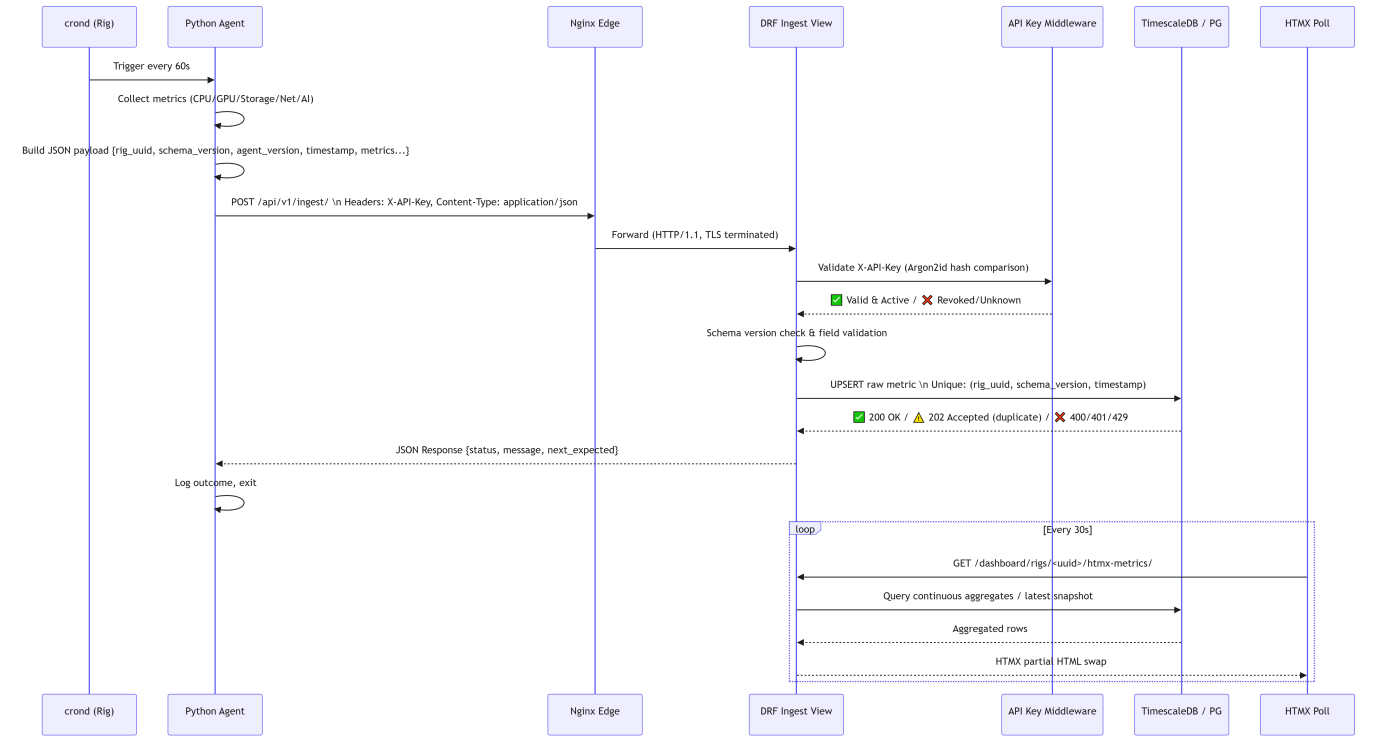 crond (Rig)
Python Agent
Nginx Edge
DRF Ingest View
API Key Middleware
TimescaleDB / PG
HTMX Poll
Trigger every 60s
Collect metrics (CPU/GPU/Storage/Net/AI)
Build JSON payload {rig_uuid, schema_version, agent_version, timestamp, metrics...}
POST /api/v1/ingest/ \n Headers: X-API-Key, Content-Type: application/json
Forward (HTTP/1.1, TLS terminated)
Validate X-API-Key (Argon2id hash comparison)
✅ Valid & Active / ❌ Revoked/Unknown
Schema version check & field validation
UPSERT raw metric \n Unique: (rig_uuid, schema_version, timestamp)
✅ 200 OK / ⚠️ 202 Accepted (duplicate) / ❌ 400/401/429
JSON Response {status, message, next_expected}
Log outcome, exit
loop
[Every 30s]
GET /dashboard/rigs/<uuid>/htmx-metrics/
Query continuous aggregates / latest snapshot
Aggregated rows
HTMX partial HTML swap
crond (Rig)
Python Agent
Nginx Edge
DRF Ingest View
API Key Middleware
TimescaleDB / PG
HTMX Poll